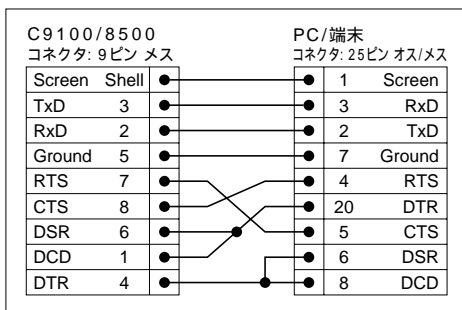 C9100/8500 PC/端末
コネクタ: 9ピン メス コネクタ: 25ピン オス/メス
Screen Shell 1 Screen
TxD 3 3 RxD
RxD 2 2 TxD
Ground 5 7 Ground
RTS 7 4 RTS
CTS 8 20 DTR
DSR 6 5 CTS
DCD 1 6 DSR
DTR 4 8 DCD